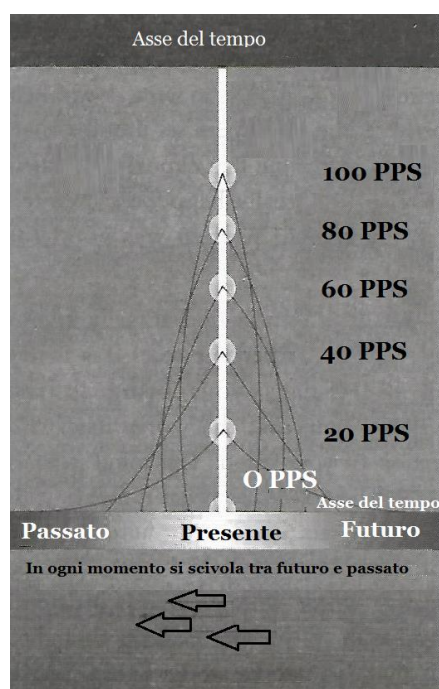 Asse del tempo
100 PPS
80 PPS
60 PPS
40 PPS
20 PPS
O PPS
Asse del tempo
Passato Presente Futuro
In ogni momento si scivola tra futuro e passato